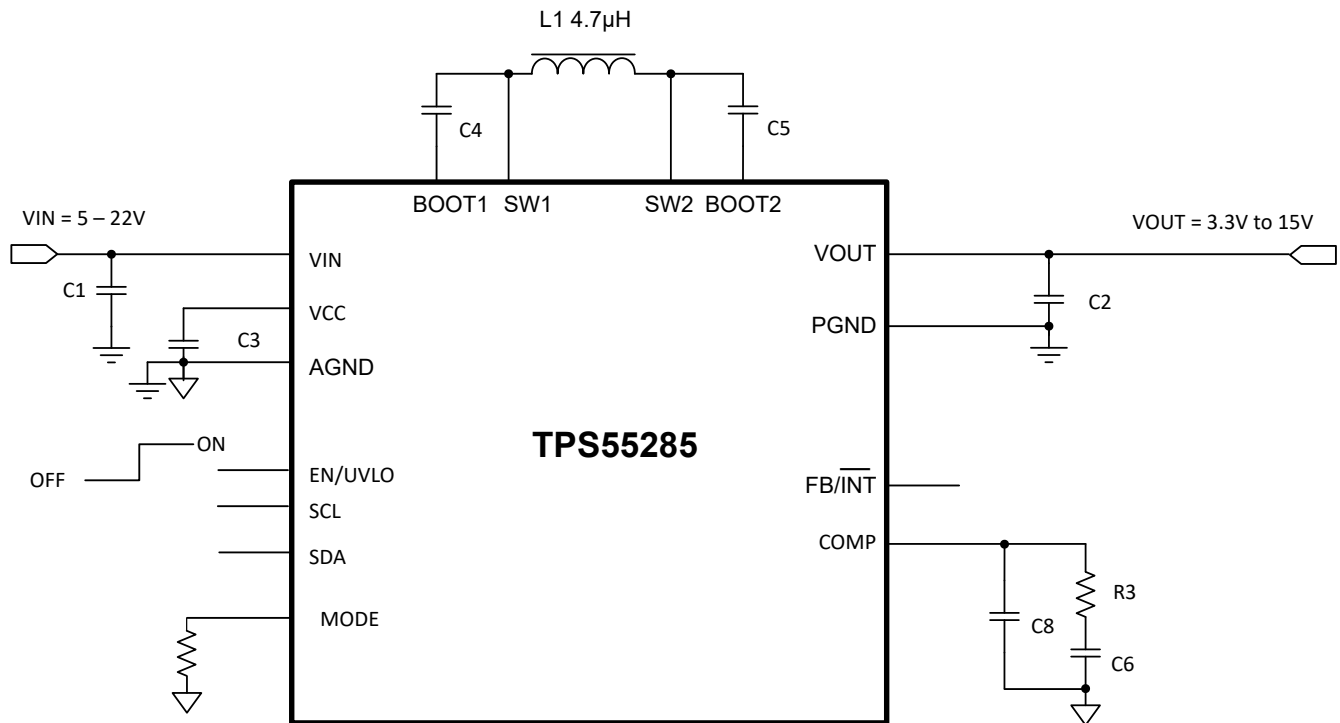 L1 4.7µH
C4
C5
BOOT1 SW1
SW2 BOOT2
VIN = 5 – 22V
VOUT = 3.3V to 15V
VIN
VOUT
C1
C2
VCC
PGND
C3
AGND
TPS55285
ON
OFF
EN/UVLO
FB/INT
SCL
COMP
SDA
R3
MODE
C8
C6